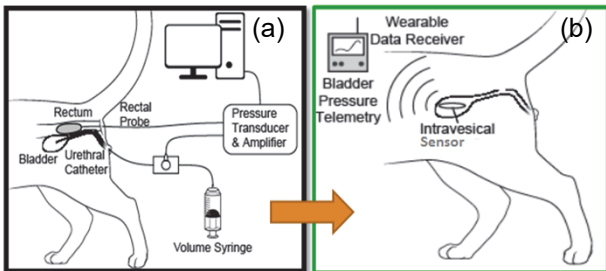 (a)
Rectum
Rectal
Probe
Pressure
Transducer
& Amplifier
Bladder
Urethral
Catheter
Volume Syringe
(b)
Wearable
Data Receiver
Bladder
Pressure
Telemetry
Intravesical
Sensor